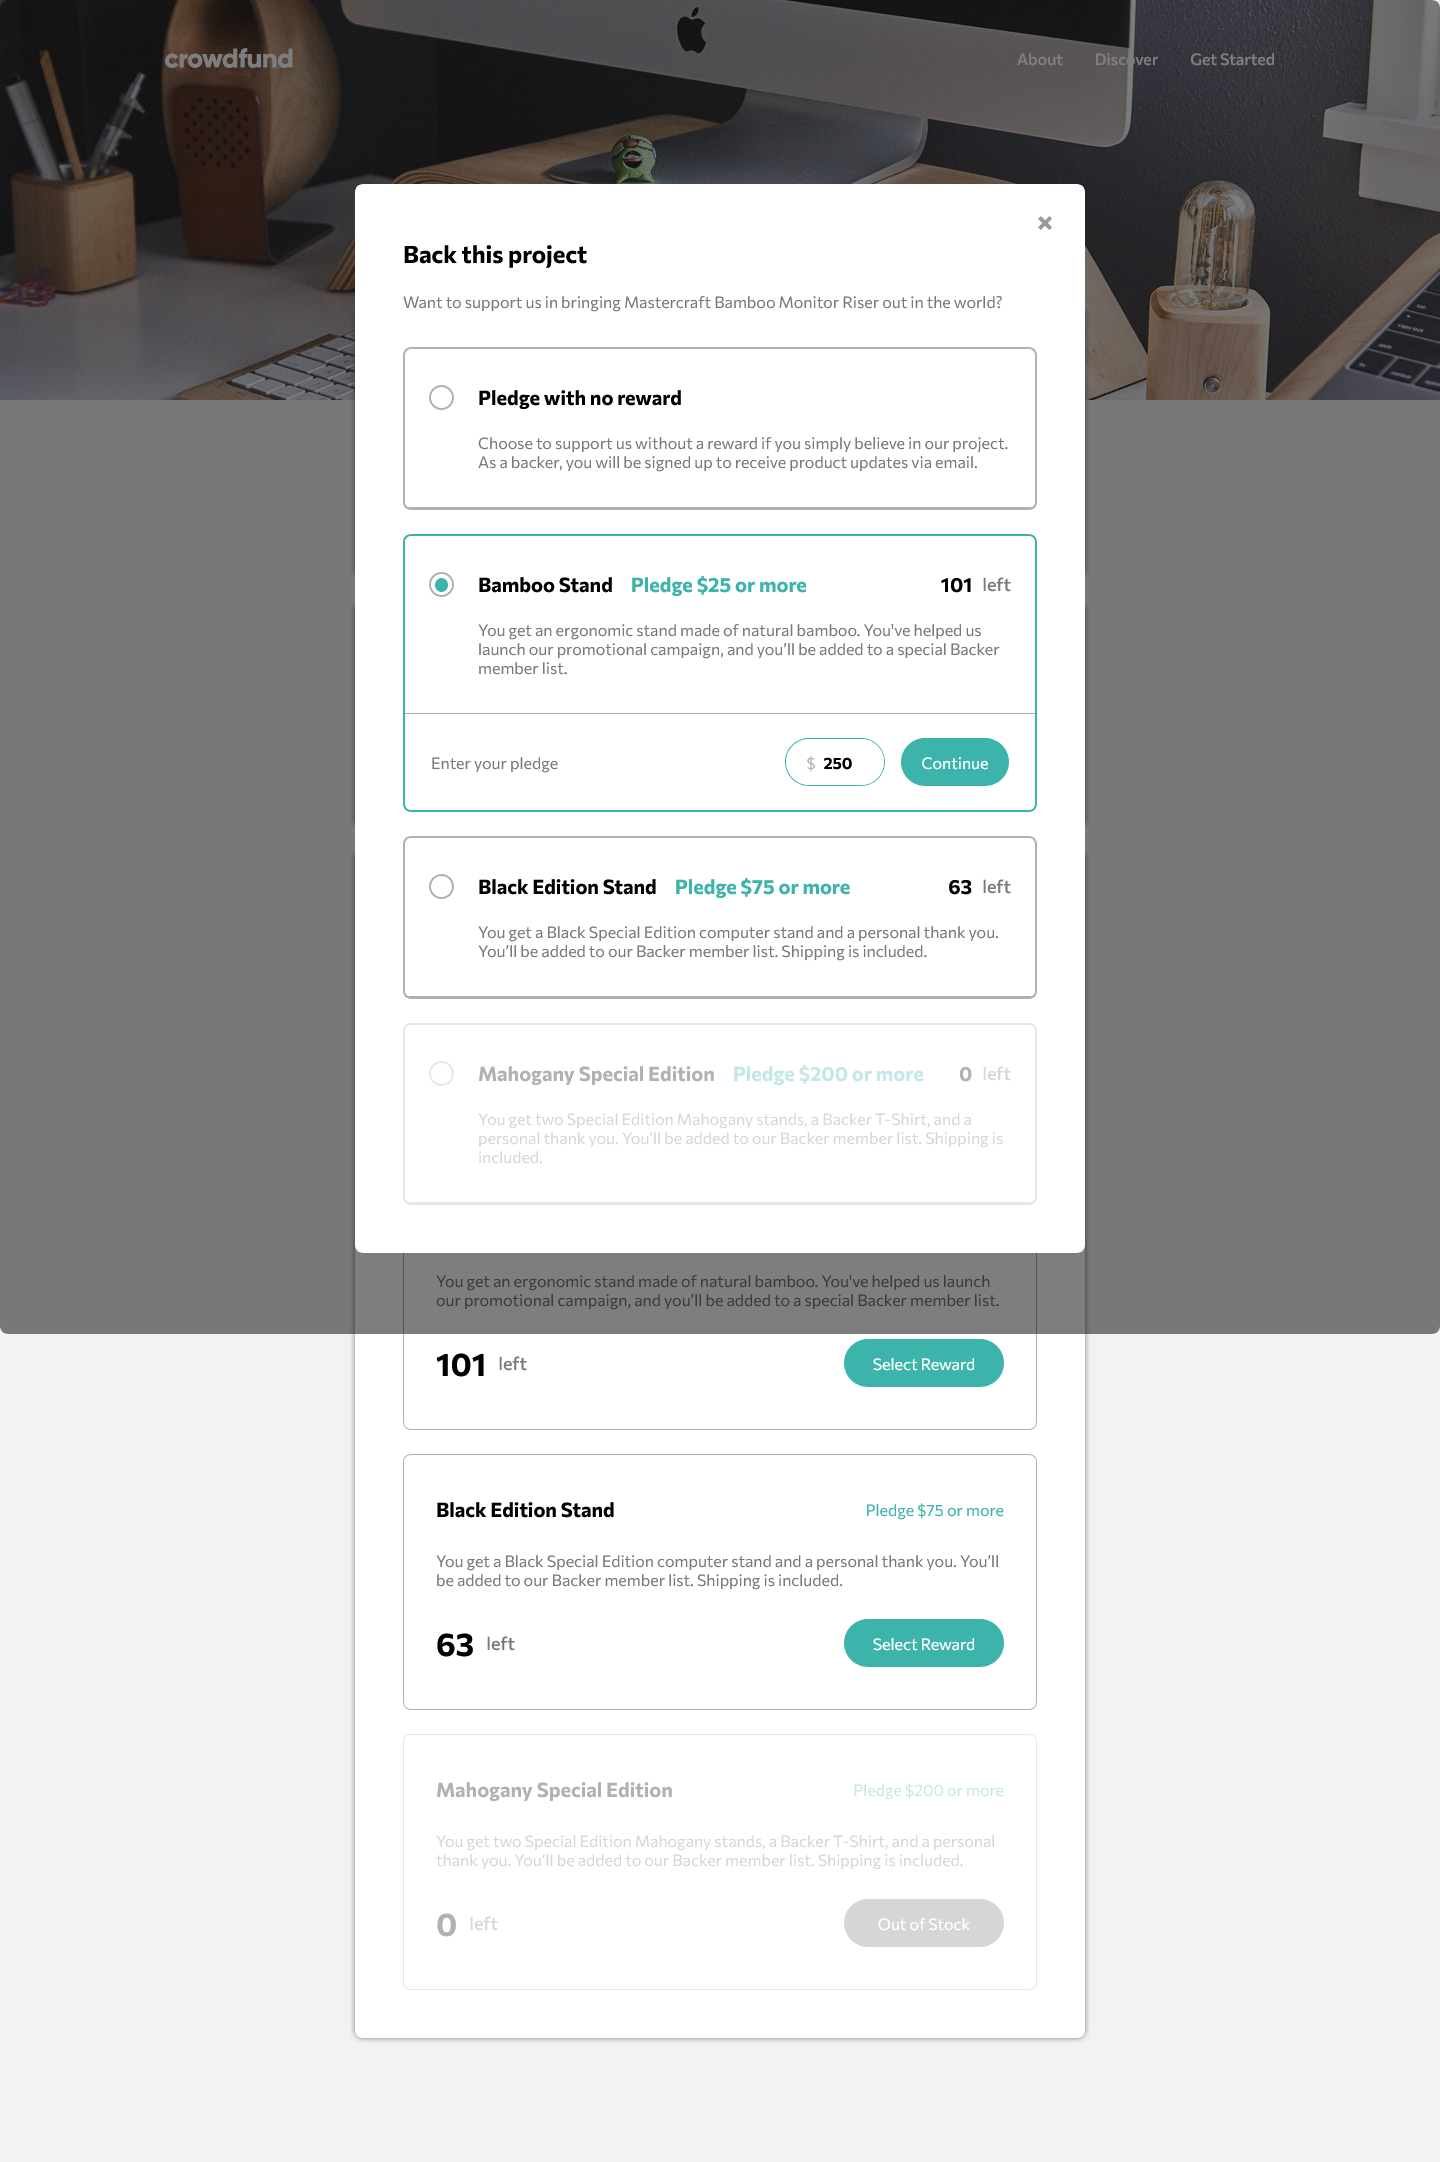 crowdfund
About Discover Get Started
Back this project
Want to support us in bringing Mastercraft Bamboo Monitor Riser out in the world?
Pledge with no reward
Choose to support us without a reward if you simply believe in our project.
As a backer, you will be signed up to receive product updates via email.
Bamboo Stand Pledge $25 or more 101 left
You get an ergonomic stand made of natural bamboo. You've helped us
launch our promotional campaign, and you’ll be added to a special Backer
member list.
Enter your pledge $ 250 Continue
Black Edition Stand Pledge $75 or more 63 left
You get a Black Special Edition computer stand and a personal thank you.
You’ll be added to our Backer member list. Shipping is included.
Mahogany Special Edition Pledge $200 or more 0 left
You get two Special Edition Mahogany stands, a Backer T-Shirt, and a
personal thank you. You’ll be added to our Backer member list. Shipping is
included.
You get an ergonomic stand made of natural bamboo. You've helped us launch
our promotional campaign, and you’ll be added to a special Backer member list.
101 left Select Reward
Black Edition Stand Pledge $75 or more
You get a Black Special Edition computer stand and a personal thank you. You’ll
be added to our Backer member list. Shipping is included.
63 left Select Reward
Mahogany Special Edition Pledge $200 or more
You get two Special Edition Mahogany stands, a Backer T-Shirt, and a personal
thank you. You’ll be added to our Backer member list. Shipping is included.
0 left Out of Stock